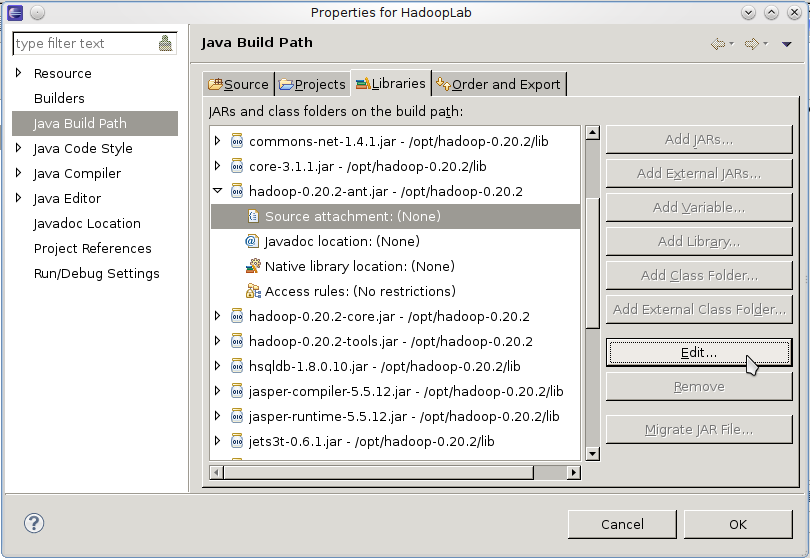 Properties for HadoopLab
type filter text
Resource
Builders
Java Build Path
Java Code Style
Java Compiler
Java Editor
Javadoc Location
Project References
Run/Debug Settings
Java Build Path
Source
Projects
Libraries
Order and Export
JARs and class folders on the build path:
commons-net-1.4.1.jar - /opt/hadoop-0.20.2/lib
core-3.1.1.jar - /opt/hadoop-0.20.2/lib
hadoop-0.20.2-ant.jar - /opt/hadoop-0.20.2
Source attachment: (None)
Javadoc location: (None)
Native library location: (None)
Access rules: (No restrictions)
hadoop-0.20.2-core.jar - /opt/hadoop-0.20.2
hadoop-0.20.2-tools.jar - /opt/hadoop-0.20.2
hsqldb-1.8.0.10.jar - /opt/hadoop-0.20.2/lib
jasper-compiler-5.5.12.jar - /opt/hadoop-0.20.2/lib
jasper-runtime-5.5.12.jar - /opt/hadoop-0.20.2/lib
jets3t-0.6.1.jar - /opt/hadoop-0.20.2/lib
Add JARs...
Add External JARs...
Add Variable...
Add Library...
Add Class Folder...
Add External Class Folder...
Edit...
Remove
Migrate JAR File...
?
Cancel
OK